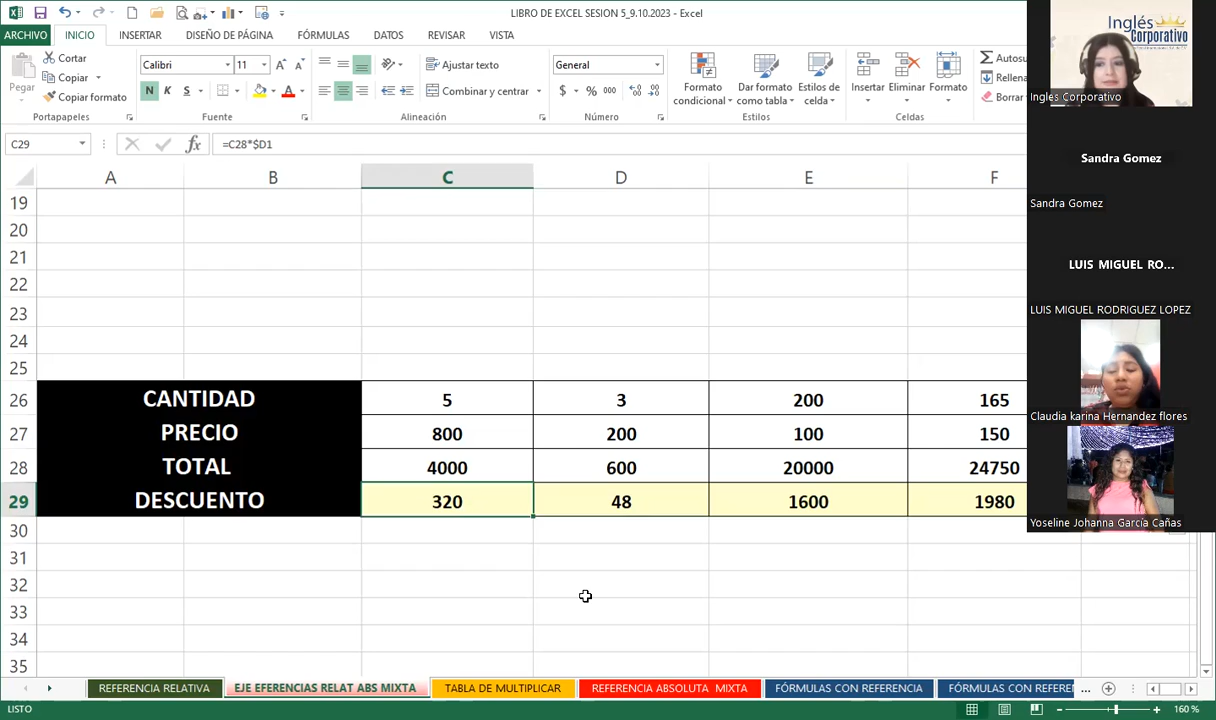 LIBRO DE EXCEL SESION 5_9.10.2023 - Excel
ARCHIVO INICIO INSERTAR DISEÑO DE PÁGINA FÓRMULAS DATOS REVISAR VISTA
Pegar
Cortar
Copiar
Copiar formato
Portapapeles
Calibri 11
N K S
Fuente
Ajustar texto
Combinar y centrar
Alineación
General
$ % 000
Número
Formato condicional
Dar formato como tabla
Estilos de celda
Estilos
Insertar Eliminar Formato
Celdas
Autosu
Rellena
Borrar
C29 fx =C28*$D1
A B C D E F
19
20
21
22
23
24
25
26 CANTIDAD 5 3 200 165
27 PRECIO 800 200 100 150
28 TOTAL 4000 600 20000 24750
29 DESCUENTO 320 48 1600 1980
30
31
32
33
34
35
REFERENCIA RELATIVA EJE EFERENCIAS RELAT ABS MIXTA TABLA DE MULTIPLICAR REFERENCIA ABSOLUTA MIXTA FÓRMULAS CON REFERENCIA FÓRMULAS CON REFEREN ...
LISTO 160 %
Inglés
Corporativo
Ingles Corporativo
Sandra Gomez
Sandra Gomez
LUIS MIGUEL RO...
LUIS MIGUEL RODRIGUEZ LOPEZ
Claudia karina Hernandez flores
Yoseline Johanna García Cañas